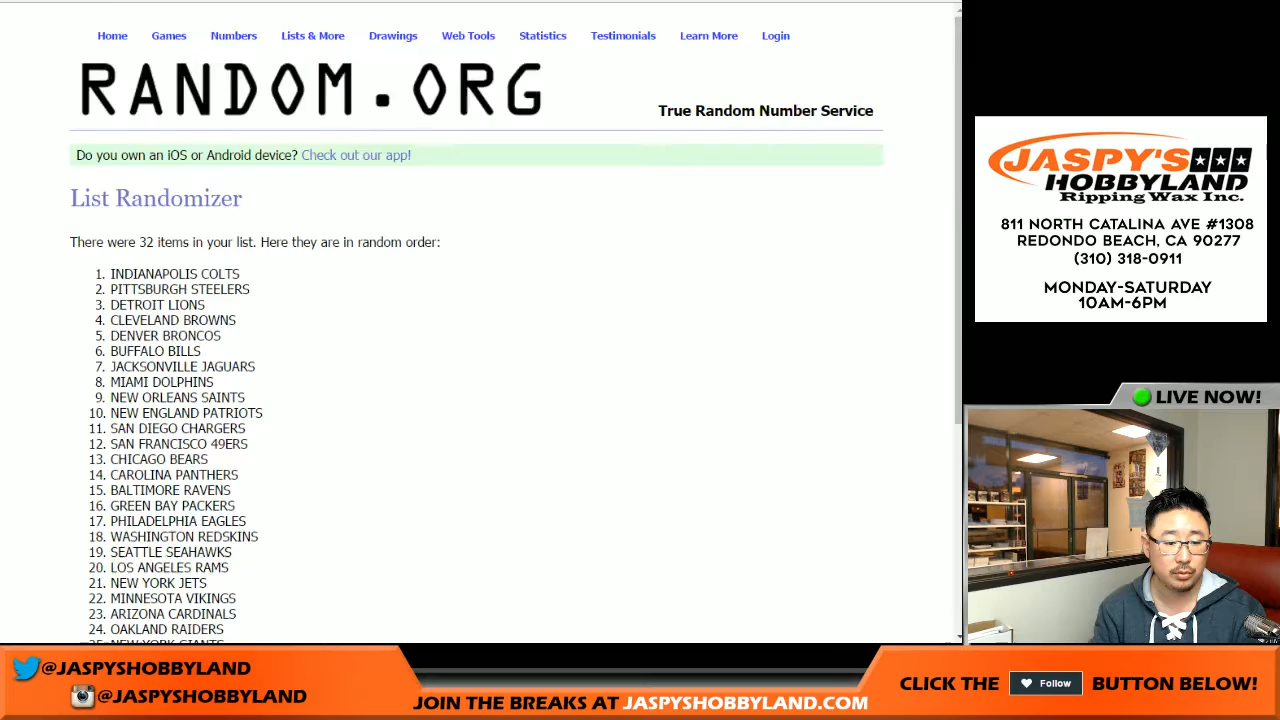 Home Games Numbers Lists & More Drawings Web Tools Statistics Testimonials Learn More Login
RANDOM.ORG
True Random Number Service
Do you own an iOS or Android device? Check out our app!
List Randomizer
There were 32 items in your list. Here they are in random order:
1. INDIANAPOLIS COLTS
2. PITTSBURGH STEELERS
3. DETROIT LIONS
4. CLEVELAND BROWNS
5. DENVER BRONCOS
6. BUFFALO BILLS
7. JACKSONVILLE JAGUARS
8. MIAMI DOLPHINS
9. NEW ORLEANS SAINTS
10. NEW ENGLAND PATRIOTS
11. SAN DIEGO CHARGERS
12. SAN FRANCISCO 49ERS
13. CHICAGO BEARS
14. CAROLINA PANTHERS
15. BALTIMORE RAVENS
16. GREEN BAY PACKERS
17. PHILADELPHIA EAGLES
18. WASHINGTON REDSKINS
19. SEATTLE SEAHAWKS
20. LOS ANGELES RAMS
21. NEW YORK JETS
22. MINNESOTA VIKINGS
23. ARIZONA CARDINALS
24. OAKLAND RAIDERS
25. NEW YORK GIANTS
JASPY'S
HOBBYLAND
Ripping Wax Inc.
811 NORTH CATALINA AVE #1308
REDONDO BEACH, CA 90277
(310) 318-0911
MONDAY-SATURDAY
10AM-6PM
LIVE NOW!
@JASPYSHOBBYLAND
@JASPYSHOBBYLAND
JOIN THE BREAKS AT JASPYSHOBBYLAND.COM
CLICK THE Follow BUTTON BELOW!